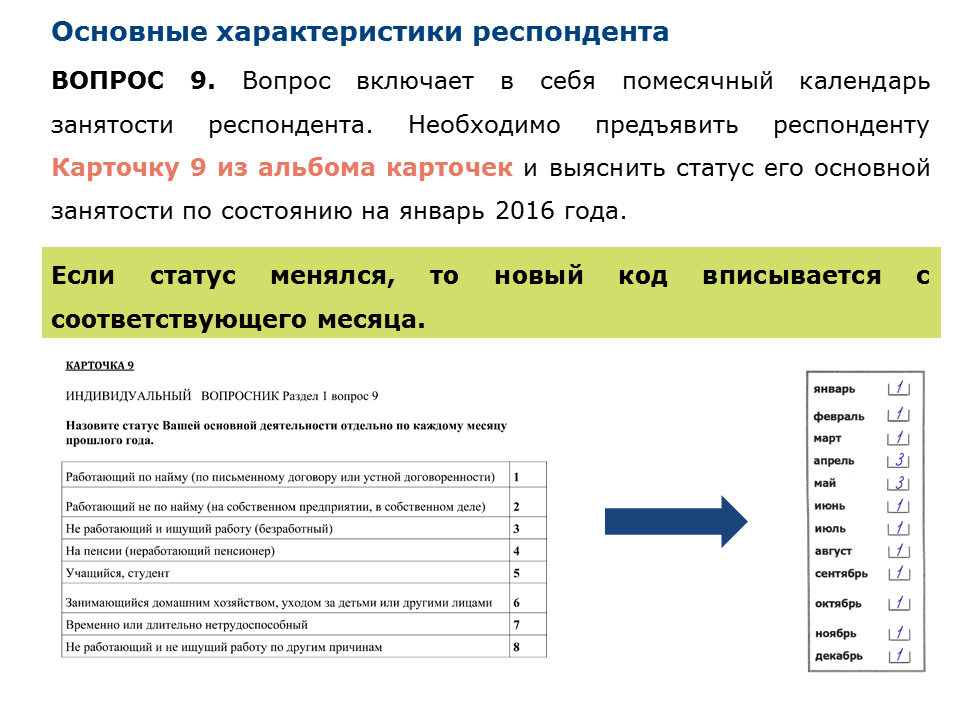 Основные характеристики респондента
ВОПРОС 9. Вопрос включает в себя помесячный календарь
занятости респондента. Необходимо предъявить респонденту
Карточку 9 из альбома карточек и выяснить статус его основной
занятости по состоянию на январь 2016 года.
Если статус менялся, то новый код вписывается с
соответствующего месяца.
КАРТОЧКА 9
ИНДИВИДУАЛЬНЫЙ ВОПРОСНИК Раздел 1 вопрос 9
Назовите статус Вашей основной деятельности отдельно по каждому месяцу
прошлого года.
Работающий по найму (по письменному договору или устной договоренности) 1
Работающий не по найму (на собственном предприятии, в собственном деле) 2
Не работающий и ищущий работу (безработный) 3
На пенсии (неработающий пенсионер) 4
Учащийся, студент 5
Занимающийся домашним хозяйством, уходом за детьми или другими лицами 6
Временно или длительно нетрудоспособный 7
Не работающий и не ищущий работу по другим причинам 8
январь 1
февраль 1
март 1
апрель 3
май 3
июнь 1
июль 1
август 1
сентябрь 1
октябрь 1
ноябрь 1
декабрь 1